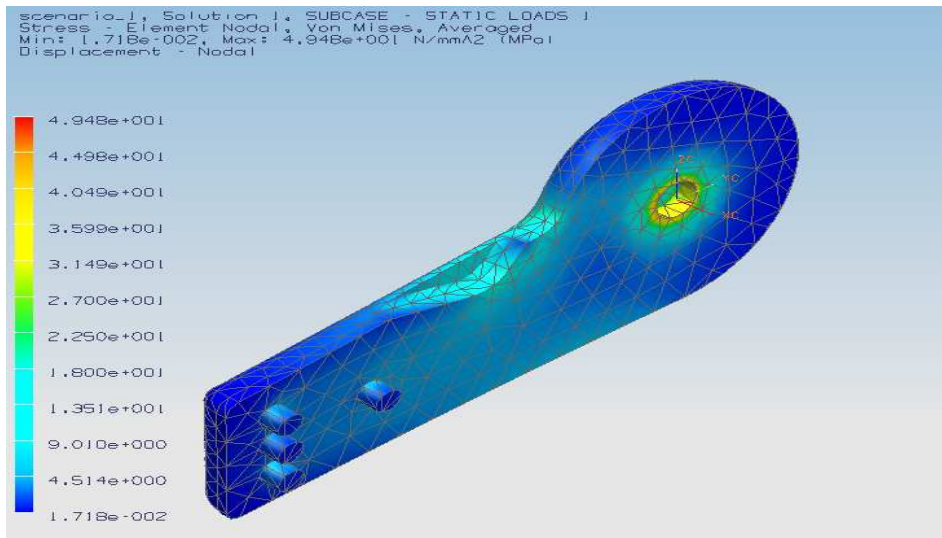 scenario_1, Solution 1, SUBCASE - STATIC LOADS 1
Stress - Element Nodal, Von Mises, Averaged
Min: 1.718e-002, Max: 4.948e+001 N/mm^2 (MPa)
Displacement - Nodal
4.948e+001
4.498e+001
4.049e+001
3.599e+001
3.149e+001
2.700e+001
2.250e+001
1.800e+001
1.351e+001
9.010e+000
4.514e+000
1.718e-002
ZC
YC
XC